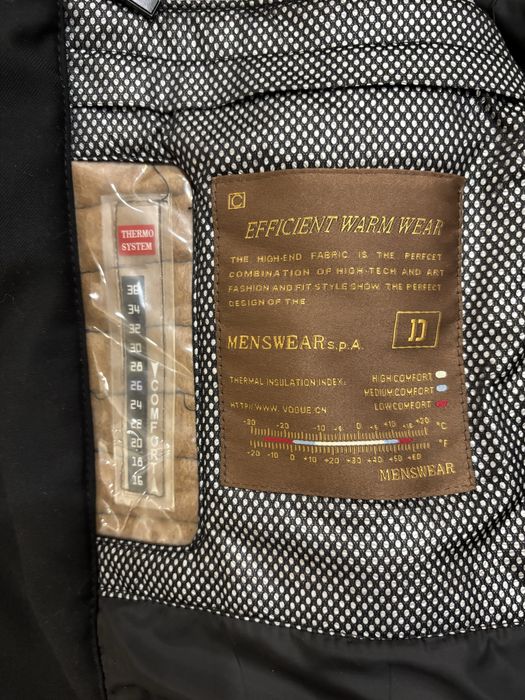 THERMO
SYSTEM
38
34
32
30
28
26
24
22
20
18
16
COMFORT
C
EFFICIENT WARM WEAR
THE HIGH-END FABRIC IS THE PERFCET
COMBINATION OF HIGH-TECH AND ART
FASHION AND FIT STYLE SHOW THE PERFECT
DESIGN OF THE.
MENSWEAR S.P.A.
THERMAL INSULATION INDEX:
HIGH COMFORT
MEDIUM COMFORT
LOW COMFORT
HTTP://WWW.VOGUE.CN
-30 -20 -10 -5 0 +5 +10 +15 +20 °C
-20 -10 0 +10 +20 +30 +40 +50 +60 °F
MENSWEAR